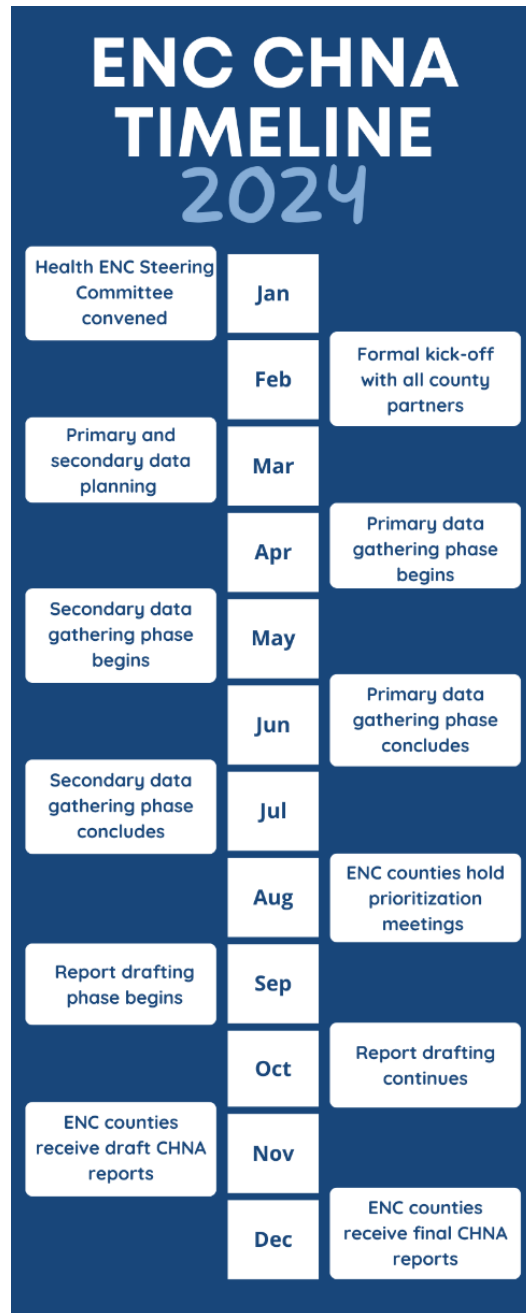 ENC CHNA
TIMELINE
2024
Health ENC Steering
Committee
convened
Jan
Feb
Formal kick-off
with all county
partners
Primary and
secondary data
planning
Mar
Apr
Primary data
gathering phase
begins
Secondary data
gathering phase
begins
May
Jun
Primary data
gathering phase
concludes
Secondary data
gathering phase
concludes
Jul
Aug
ENC counties hold
prioritization
meetings
Report drafting
phase begins
Sep
Oct
Report drafting
continues
ENC counties
receive draft CHNA
reports
Nov
Dec
ENC counties
receive final CHNA
reports